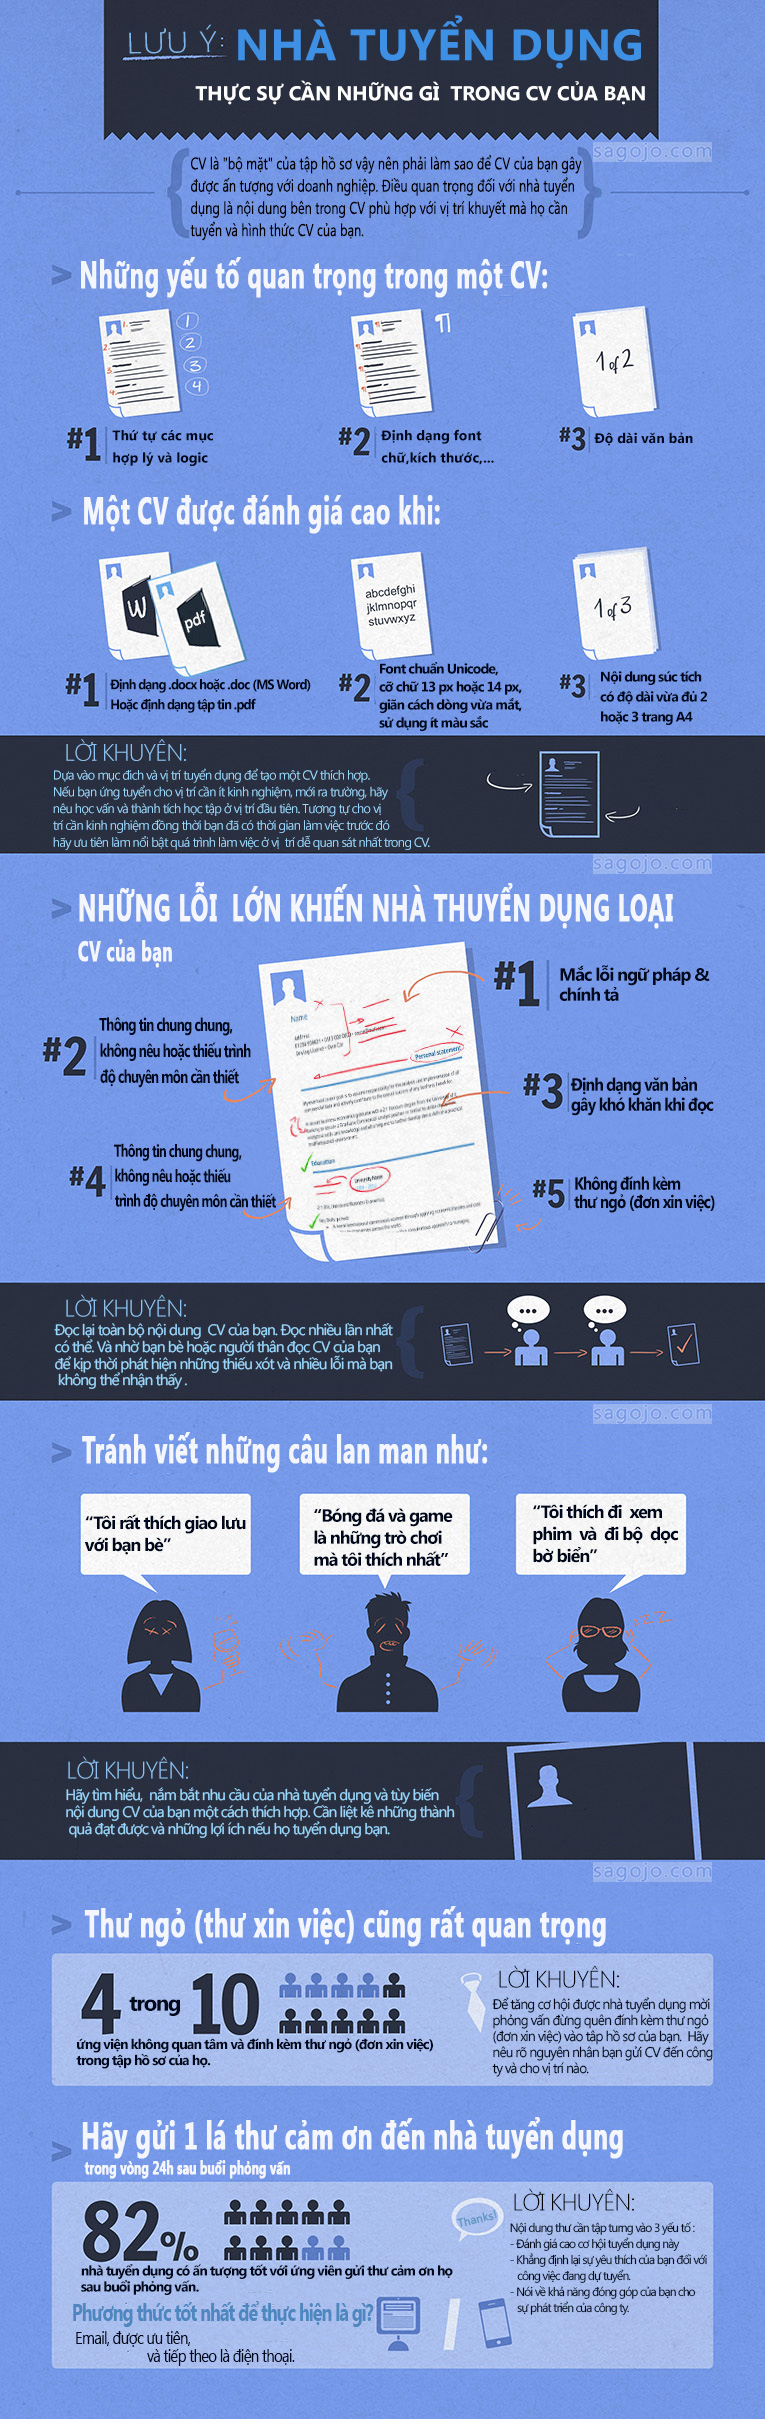 LƯU Ý: NHÀ TUYỂN DỤNG
THỰC SỰ CẦN NHỮNG GÌ TRONG CV CỦA BẠN
sagojo.com
CV là "bộ mặt" của tập hồ sơ vậy nên phải làm sao để CV của bạn gây
được ấn tượng với doanh nghiệp. Điều quan trọng đối với nhà tuyển
dụng là nội dung bên trong CV phù hợp với vị trí khuyết mà họ cần
tuyển và hình thức CV của bạn.
> Những yếu tố quan trọng trong một CV:
1
2
3
4
1 of 2
#1 Thứ tự các mục
hợp lý và logic
#2 Định dạng font
chữ,kích thước,...
#3 Độ dài văn bản
> Một CV được đánh giá cao khi:
W
pdf
abcdefghi
jklmnopqr
stuvwxyz
1 of 3
#1 Định dạng .docx hoặc .doc (MS Word)
Hoặc định dạng tập tin .pdf
#2 Font chuẩn Unicode,
cỡ chữ 13 px hoặc 14 px,
giãn cách dòng vừa mắt,
sử dụng ít màu sắc
#3 Nội dung súc tích
có độ dài vừa đủ 2
hoặc 3 trang A4
LỜI KHUYÊN:
Dựa vào mục đich và vị trí tuyển dụng để tạo một CV thích hợp.
Nếu bạn ứng tuyển cho vị trí cần ít kinh nghiệm, mới ra trường, hãy
nêu học vấn và thành tích học tập ở vị trí đầu tiên. Tương tự cho vị
trí cần kinh nghiệm đồng thời bạn đã có thời gian làm việc trước đó
hãy ưu tiên làm nổi bật quá trình làm việc ở vị trí dễ quan sát nhất trong CV.
sagojo.com
> NHỮNG LỖI LỚN KHIẾN NHÀ THUYỂN DỤNG LOẠI
CV của bạn
#1 Mắc lỗi ngữ pháp &
chính tả
#2 Thông tin chung chung,
không nêu hoặc thiếu trình
độ chuyên môn cần thiết
Name
Personal statement
Education
#3 Định dạng văn bản
gây khó khăn khi đọc
#4 Thông tin chung chung,
không nêu hoặc thiếu
trình độ chuyên môn cần thiết
#5 Không đính kèm
thư ngỏ (đơn xin việc)
LỜI KHUYÊN:
Đọc lại toàn bộ nội dung CV của bạn. Đọc nhiều lần nhất
có thể. Và nhờ bạn bè hoặc người thân đọc CV của bạn
để kịp thời phát hiện những thiếu xót và nhiều lỗi mà bạn
không thể nhận thấy .
sagojo.com
> Tránh viết những câu lan man như:
“Tôi rất thích giao lưu
với bạn bè”
“Bóng đá và game
là những trò chơi
mà tôi thích nhất”
“Tôi thích đi xem
phim và đi bộ dọc
bờ biển”
LỜI KHUYÊN:
Hãy tìm hiểu, nắm bắt nhu cầu của nhà tuyển dụng và tùy biến
nội dung CV của bạn một cách thích hợp. Cần liệt kê những thành
quả đạt được và những lợi ích nếu họ tuyển dụng bạn.
sagojo.com
> Thư ngỏ (thư xin việc) cũng rất quan trọng
4 trong 10
ứng viện không quan tâm và đính kèm thư ngỏ (đơn xin việc)
trong tập hồ sơ của họ.
LỜI KHUYÊN:
Để tăng cơ hội được nhà tuyển dụng mời
phỏng vấn đừng quên đính kèm thư ngỏ
(đơn xin việc) vào tâp hồ sơ của bạn. Hãy
nêu rõ nguyên nhân bạn gửi CV đến công
ty và cho vị trí nào.
> Hãy gửi 1 lá thư cảm ơn đến nhà tuyển dụng
trong vòng 24h sau buổi phỏng vấn
82%
nhà tuyển dụng có ấn tượng tốt với ứng viên gửi thư cảm ơn họ
sau buổi phỏng vấn.
Phương thức tốt nhất để thực hiện là gì?
Email, được ưu tiên,
và tiếp theo là điện thoại.
Thanks!
LỜI KHUYÊN:
Nội dung thư cần tập tưng vào 3 yếu tố :
- Đánh giá cao cơ hội tuyển dụng này
- Khẳng định lại sự yêu thích của bạn đối với
công việc đang dự tuyển.
- Nói về khả năng đóng góp của bạn cho
sự phát triển của công ty.